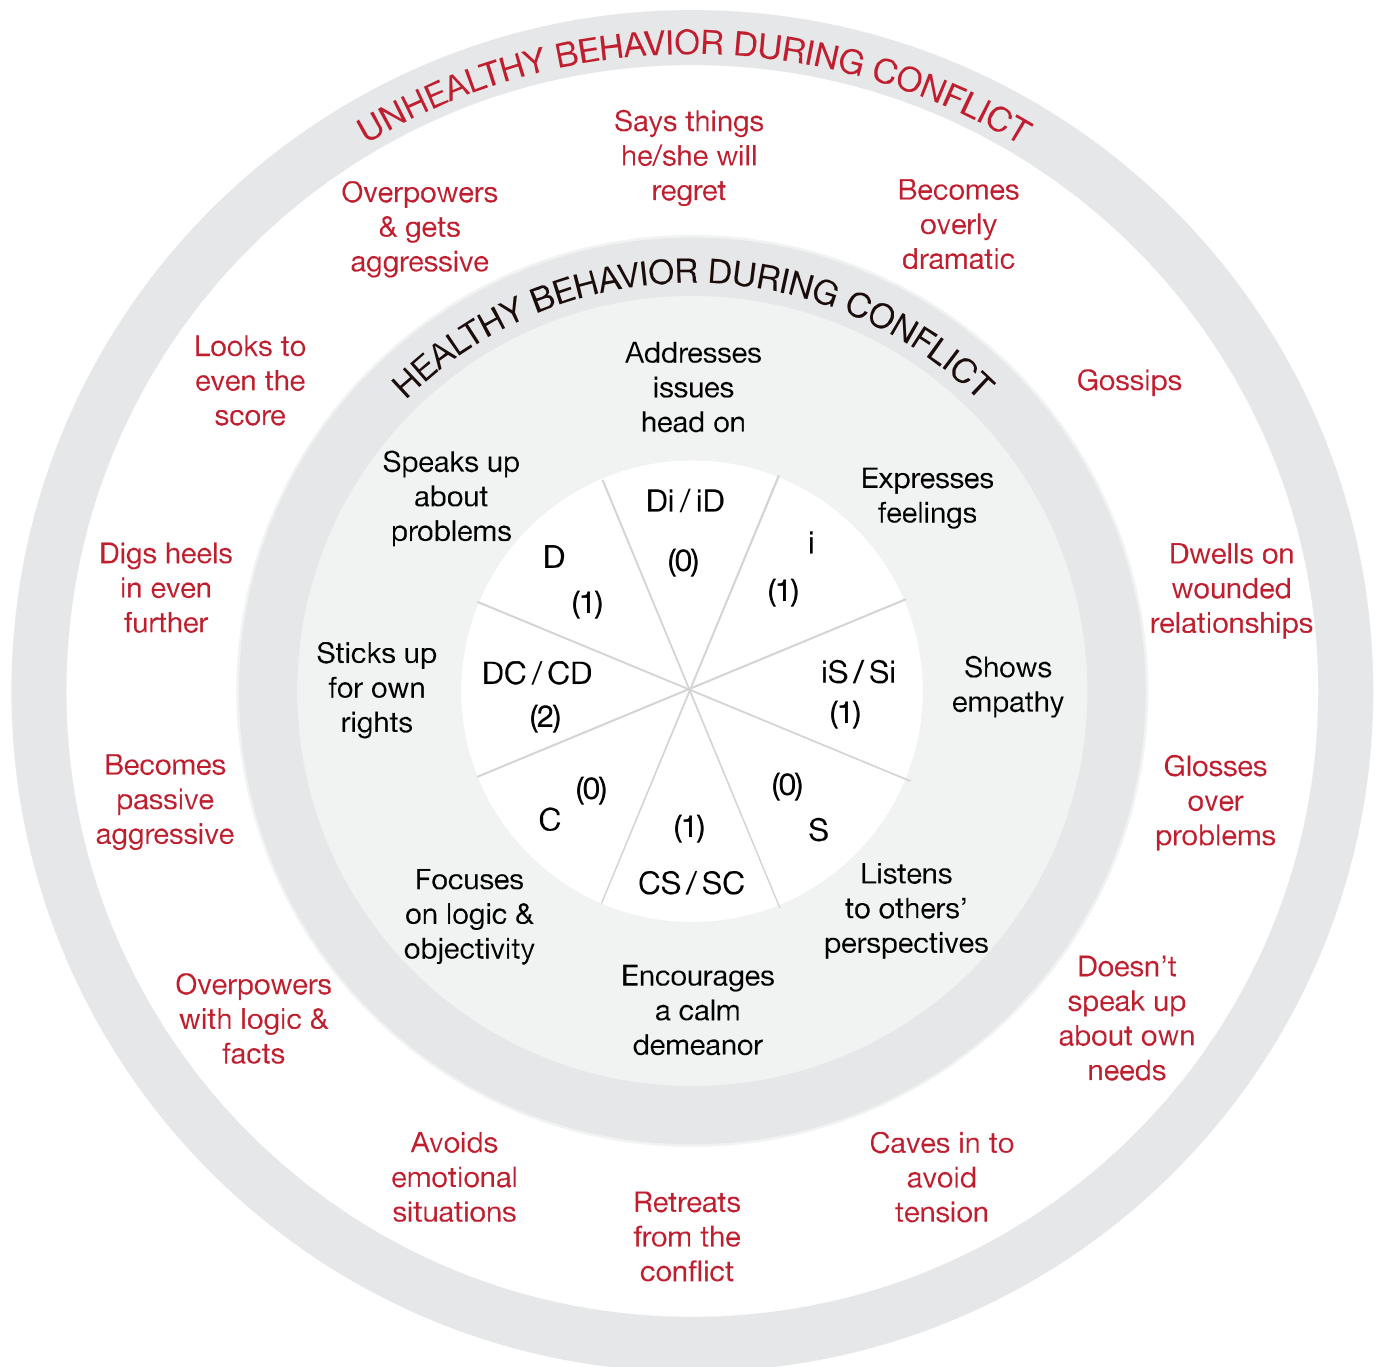 UNHEALTHY BEHAVIOR DURING CONFLICT
Says things
he/she will
regret
Becomes
overly
dramatic
Gossips
Dwells on
wounded
relationships
Glosses
over
problems
Doesn’t
speak up
about own
needs
Caves in to
avoid
tension
Retreats
from the
conflict
Avoids
emotional
situations
Overpowers
with logic &
facts
Becomes
passive
aggressive
Digs heels
in even
further
Looks to
even the
score
Overpowers
& gets
aggressive
HEALTHY BEHAVIOR DURING CONFLICT
Addresses
issues
head on
Expresses
feelings
Shows
empathy
Listens
to others’
perspectives
Encourages
a calm
demeanor
Focuses
on logic &
objectivity
Sticks up
for own
rights
Speaks up
about
problems
Di / iD
(0)
i
(1)
iS / Si
(1)
(0)
S
(1)
CS / SC
(0)
C
DC / CD
(2)
D
(1)